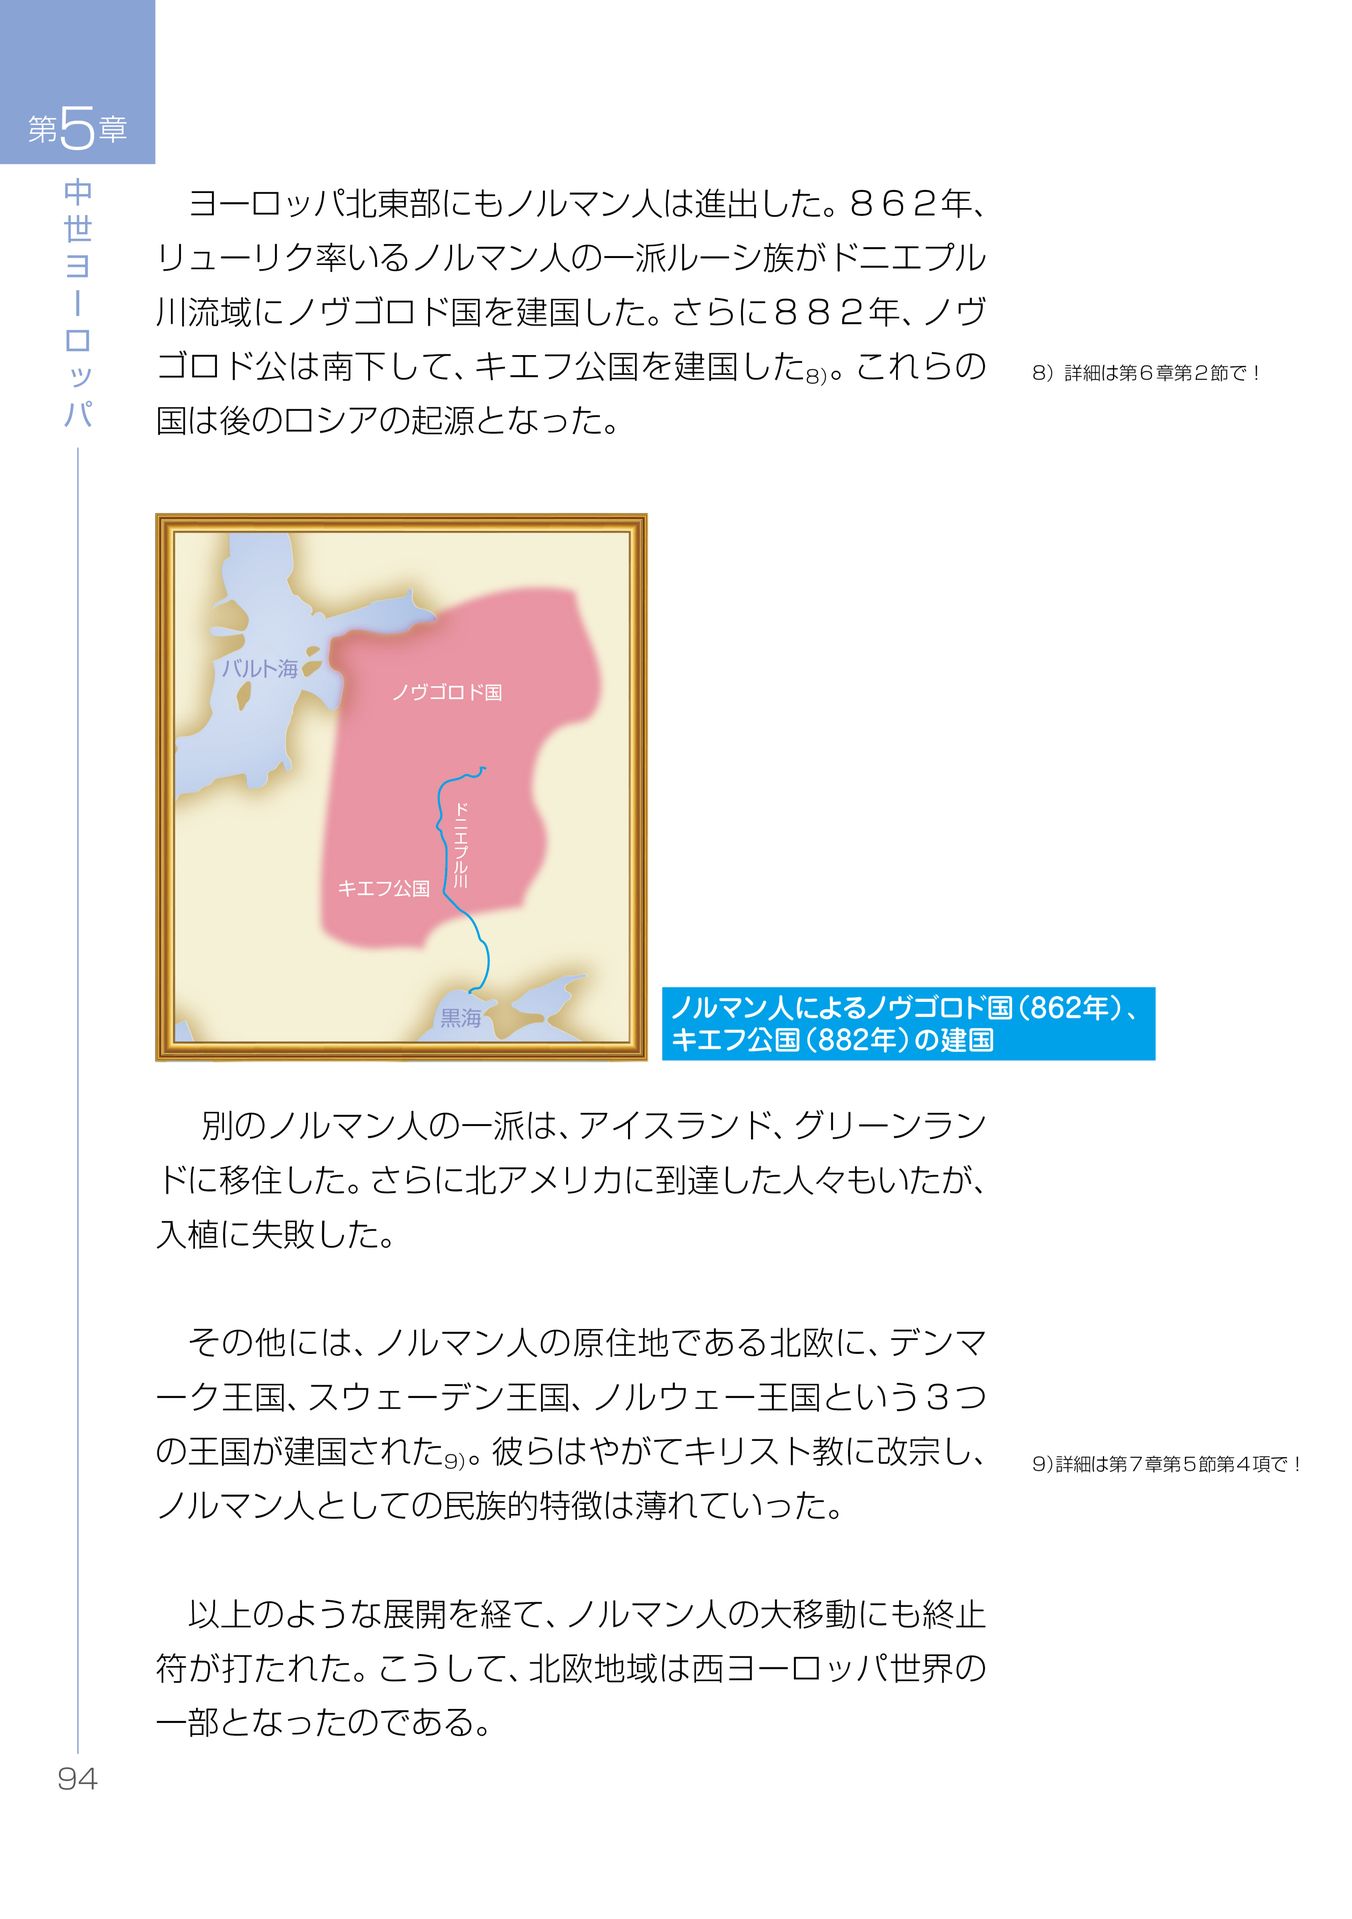 第5章
中世ヨーロッパ
ヨーロッパ北東部にもノルマン人は進出した。８６２年、
リューリク率いるノルマン人の一派ルーシ族がドニエプル
川流域にノヴゴロド国を建国した。さらに８８２年、ノヴ
ゴロド公は南下して、キエフ公国を建国した8)。これらの
国は後のロシアの起源となった。
8) 詳細は第６章第２節で！
バルト海
ノヴゴロド国
ドニエプル川
キエフ公国
黒海
ノルマン人によるノヴゴロド国（862年）、
キエフ公国（882年）の建国
別のノルマン人の一派は、アイスランド、グリーンラン
ドに移住した。さらに北アメリカに到達した人々もいたが、
入植に失敗した。
その他には、ノルマン人の原住地である北欧に、デンマ
ーク王国、スウェーデン王国、ノルウェー王国という３つ
の王国が建国された9)。彼らはやがてキリスト教に改宗し、
ノルマン人としての民族的特徴は薄れていった。
9)詳細は第７章第５節第４項で！
以上のような展開を経て、ノルマン人の大移動にも終止
符が打たれた。こうして、北欧地域は西ヨーロッパ世界の
一部となったのである。
94